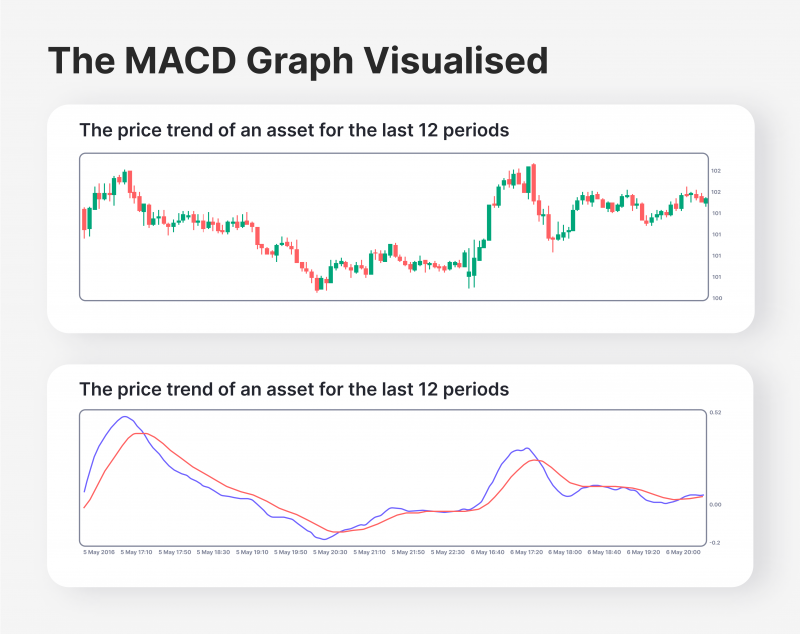 The MACD Graph Visualised
The price trend of an asset for the last 12 periods
102
102
101
101
101
101
100
The price trend of an asset for the last 12 periods
0.52
0.00
-0.2
5 May 2016 5 May 17:10 5 May 17:50 5 May 18:30 5 May 19:10 5 May 19:50 5 May 20:30 5 May 21:10 5 May 21:50 5 May 22:30 6 May 16:40 6 May 17:20 6 May 18:00 6 May 18:40 6 May 19:20 6 May 20:00